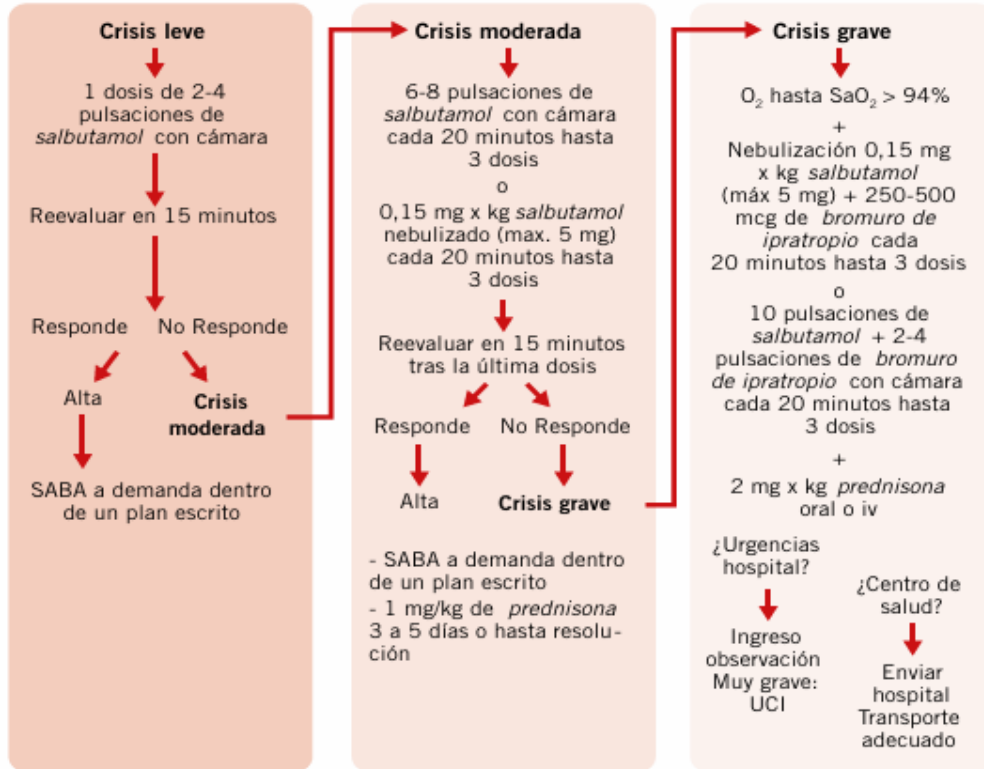 Crisis leve
1 dosis de 2-4
pulsaciones de
salbutamol con cámara
Reevaluar en 15 minutos
Responde
No Responde
Alta
Crisis
moderada
SABA a demanda dentro
de un plan escrito
Crisis moderada
6-8 pulsaciones de
salbutamol con cámara
cada 20 minutos hasta
3 dosis
o
0,15 mg x kg salbutamol
nebulizado (max. 5 mg)
cada 20 minutos hasta
3 dosis
Reevaluar en 15 minutos
tras la última dosis
Responde
No Responde
Alta
Crisis grave
- SABA a demanda dentro
de un plan escrito
- 1 mg/kg de prednisona
3 a 5 días o hasta resolu-
ción
Crisis grave
O₂ hasta SaO₂ > 94%
+
Nebulización 0,15 mg
x kg salbutamol
(máx 5 mg) + 250-500
mcg de bromuro de
ipratropio cada
20 minutos hasta 3 dosis
o
10 pulsaciones de
salbutamol + 2-4
pulsaciones de bromuro
de ipratropio con cámara
cada 20 minutos hasta
3 dosis
+
2 mg x kg prednisona
oral o iv
¿Urgencias
hospital?
Ingreso
observación
Muy grave:
UCI
¿Centro de
salud?
Enviar
hospital
Transporte
adecuado